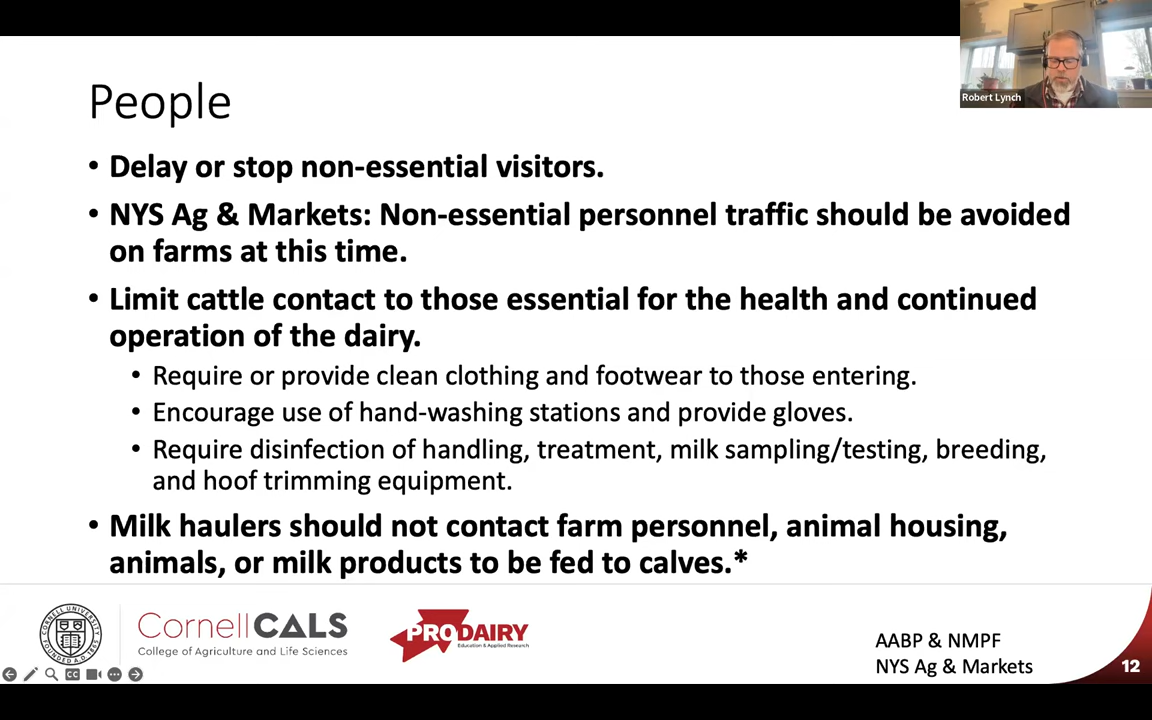 Robert Lynch
People
• Delay or stop non-essential visitors.
• NYS Ag & Markets: Non-essential personnel traffic should be avoided
on farms at this time.
• Limit cattle contact to those essential for the health and continued
operation of the dairy.
• Require or provide clean clothing and footwear to those entering.
• Encourage use of hand-washing stations and provide gloves.
• Require disinfection of handling, treatment, milk sampling/testing, breeding,
and hoof trimming equipment.
• Milk haulers should not contact farm personnel, animal housing,
animals, or milk products to be fed to calves.*
CornellCALS
College of Agriculture and Life Sciences
PRODAIRY
Education & Applied Research
AABP & NMPF
NYS Ag & Markets
12
CC